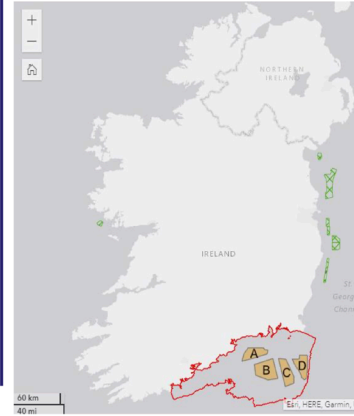 +
−
NORTHERN
IRELAND
IRELAND
St
Georg
Chann
A
B
C
D
60 km
40 mi
Esri, HERE, Garmin,